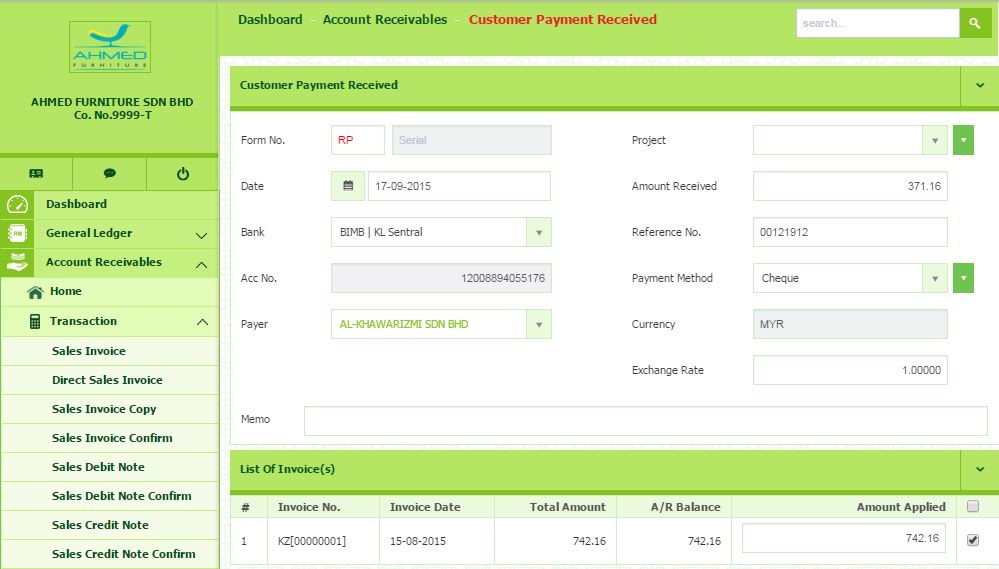 AHMED
FURNITURE
AHMED FURNITURE SDN BHD
Co. No.9999-T
RM
Dashboard
General Ledger
Account Receivables
Home
Transaction
Sales Invoice
Direct Sales Invoice
Sales Invoice Copy
Sales Invoice Confirm
Sales Debit Note
Sales Debit Note Confirm
Sales Credit Note
Sales Credit Note Confirm
Dashboard - Account Receivables - Customer Payment Received
search...
Customer Payment Received
Form No. RP Serial
Project
Date 17-09-2015
Amount Received 371.16
Bank BIMB | KL Sentral
Reference No. 00121912
Acc No. 12008894055176
Payment Method Cheque
Payer AL-KHAWARIZMI SDN BHD
Currency MYR
Exchange Rate 1.00000
Memo
List Of Invoice(s)
# Invoice No. Invoice Date Total Amount A/R Balance Amount Applied
1 KZ[00000001] 15-08-2015 742.16 742.16 742.16